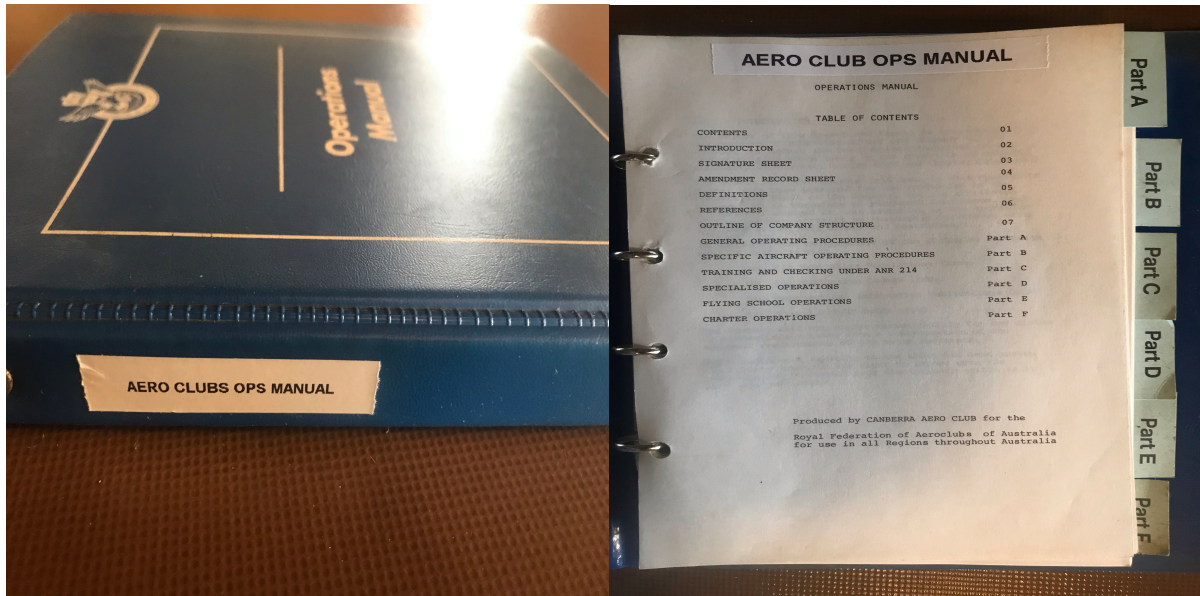 Operations
Manual
AERO CLUBS OPS MANUAL
AERO CLUB OPS MANUAL
OPERATIONS MANUAL
TABLE OF CONTENTS
CONTENTS 01
INTRODUCTION 02
SIGNATURE SHEET 03
AMENDMENT RECORD SHEET 04
DEFINITIONS 05
REFERENCES 06
OUTLINE OF COMPANY STRUCTURE 07
GENERAL OPERATING PROCEDURES Part A
SPECIFIC AIRCRAFT OPERATING PROCEDURES Part B
TRAINING AND CHECKING UNDER ANR 214 Part C
SPECIALISED OPERATIONS Part D
FLYING SCHOOL OPERATIONS Part E
CHARTER OPERATIONS Part F
Produced by CANBERRA AERO CLUB for the
Royal Federation of Aeroclubs of Australia
for use in all Regions throughout Australia
Part A
Part B
Part C
Part D
Part E
Part F